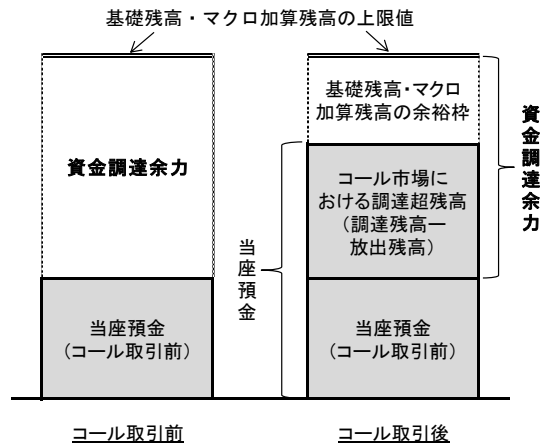 基礎残高・マクロ加算残高の上限値
資金調達余力
当座預金
(コール取引前)
コール取引前
基礎残高・マクロ
加算残高の余裕枠
コール市場に
おける調達超残高
(調達残高－
放出残高)
当座預金
(コール取引前)
コール取引後
当座預金
資金調達余力